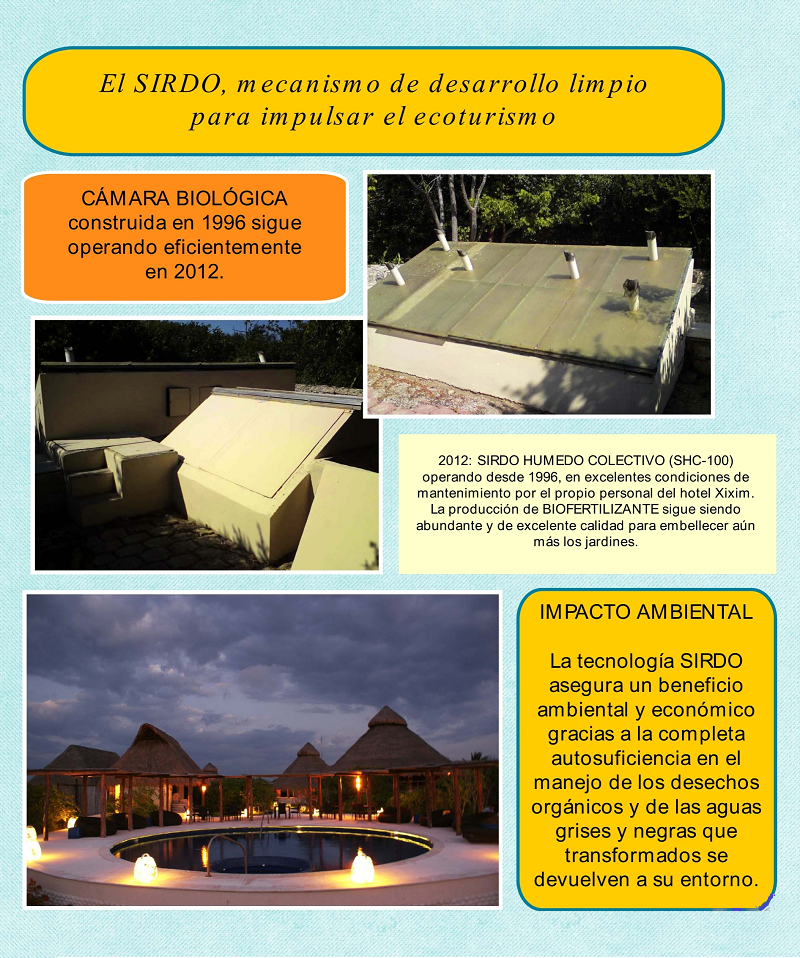 El SIRDO, mecanismo de desarrollo limpio
para impulsar el ecoturismo
CÁMARA BIOLÓGICA
construida en 1996 sigue
operando eficientemente
en 2012.
2012: SIRDO HUMEDO COLECTIVO (SHC-100)
operando desde 1996, en excelentes condiciones de
mantenimiento por el propio personal del hotel Xixim.
La producción de BIOFERTILIZANTE sigue siendo
abundante y de excelente calidad para embellecer aún
más los jardines.
IMPACTO AMBIENTAL
La tecnología SIRDO
asegura un beneficio
ambiental y económico
gracias a la completa
autosuficiencia en el
manejo de los desechos
orgánicos y de las aguas
grises y negras que
transformados se
devuelven a su entorno.